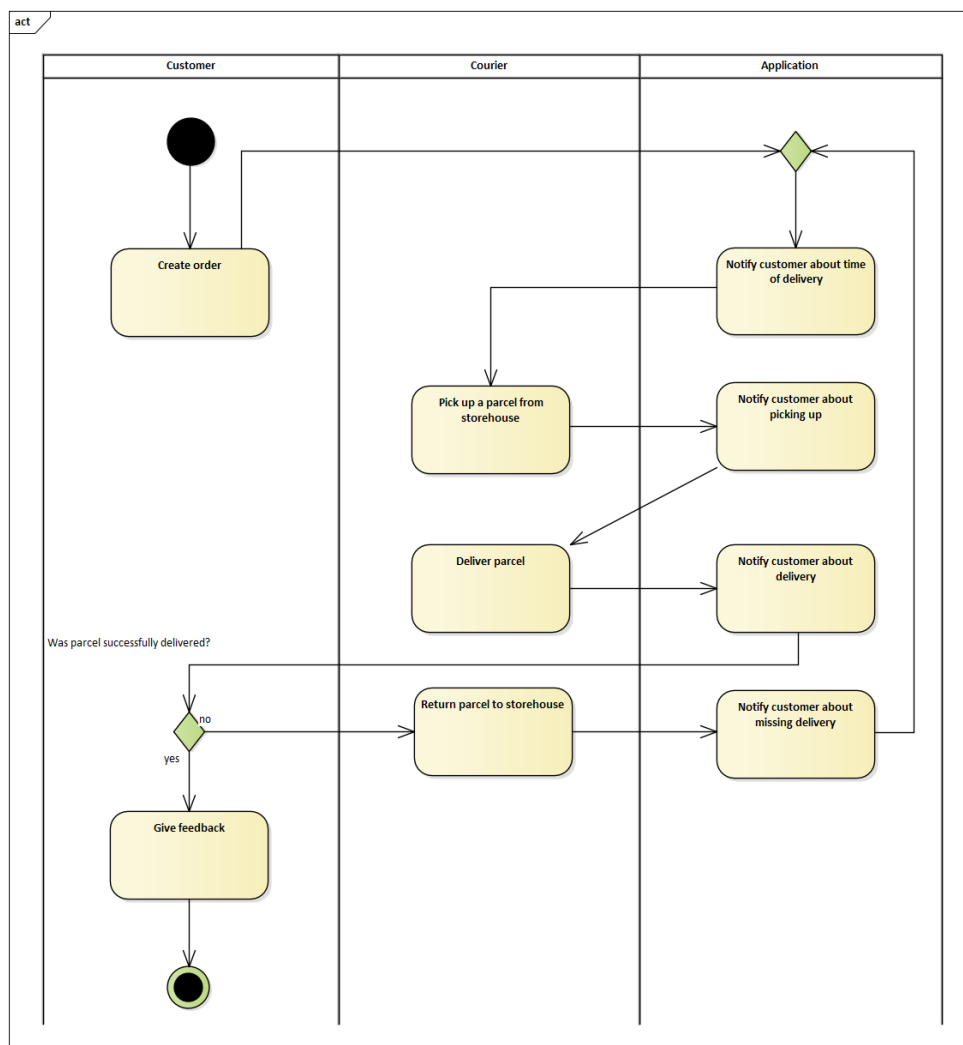 act
Customer
Courier
Application
Create order
Notify customer about time
of delivery
Pick up a parcel from
storehouse
Notify customer about
picking up
Deliver parcel
Notify customer about
delivery
Was parcel successfully delivered?
no
Return parcel to storehouse
Notify customer about
missing delivery
yes
Give feedback